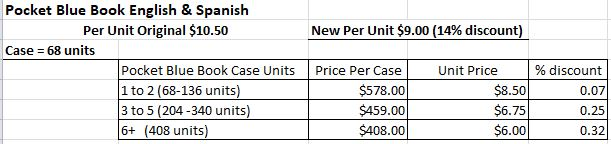 Pocket Blue Book English & Spanish
Per Unit Original $10.50 New Per Unit $9.00 (14% discount)
Case = 68 units
Pocket Blue Book Case Units Price Per Case Unit Price % discount
1 to 2 (68-136 units) $578.00 $8.50 0.07
3 to 5 (204 -340 units) $459.00 $6.75 0.25
6+ (408 units) $408.00 $6.00 0.32